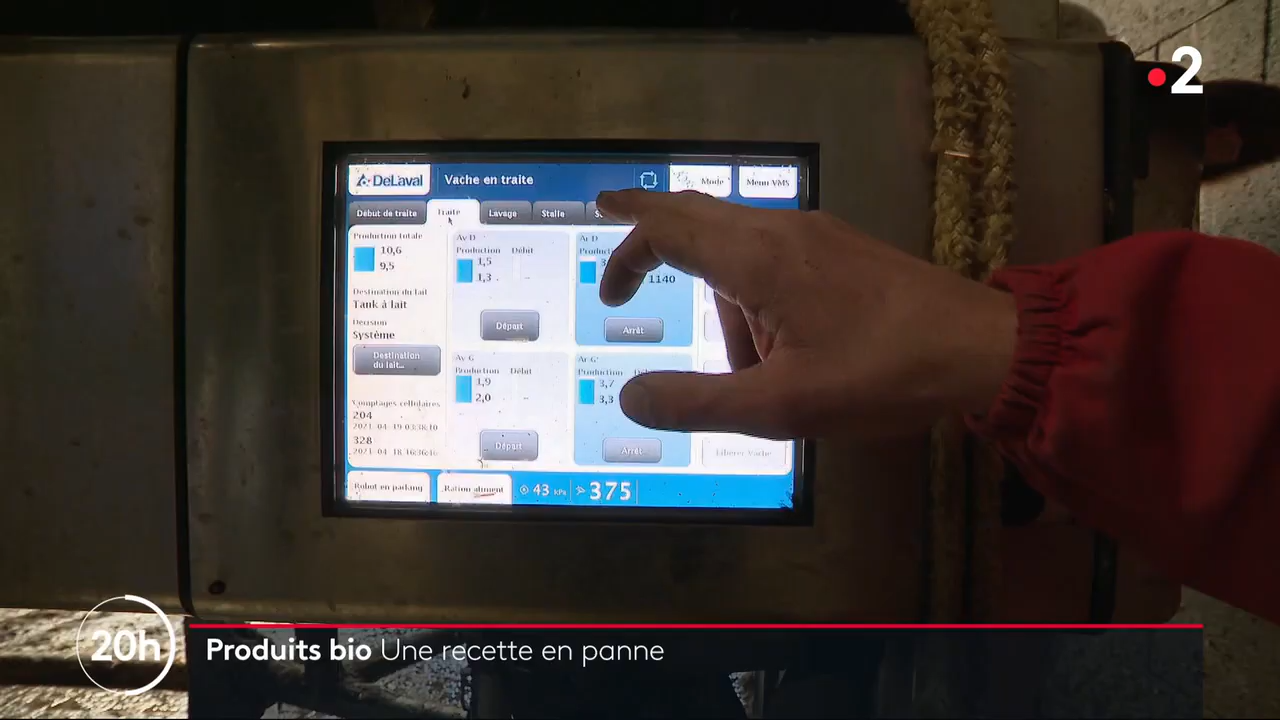 2
DeLaval
Vache en traite
Mode
Menu VMS
Début de traite
Traite
Lavage
Stalle
Production totale
10,6
9,5
Destination du lait
Tank à lait
Décision
Système
Destination
du lait...
Comptages cellulaires
204
328
Av D
Production Débit
1,5
1,3
Départ
Ar D
1140
Arrêt
Av G
Production Débit
1,9
2,0
Départ
Ar G
Production
3,7
3,3
Arrêt
Libérer Vache
Robot en parking
Ration aliment
43 kPa
375
20h
Produits bio Une recette en panne